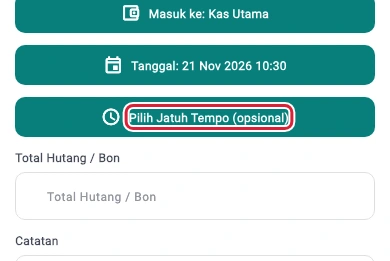 Masuk ke: Kas Utama
Tanggal: 21 Nov 2026 10:30
Pilih Jatuh Tempo (opsional)
Total Hutang / Bon
Total Hutang / Bon
Catatan